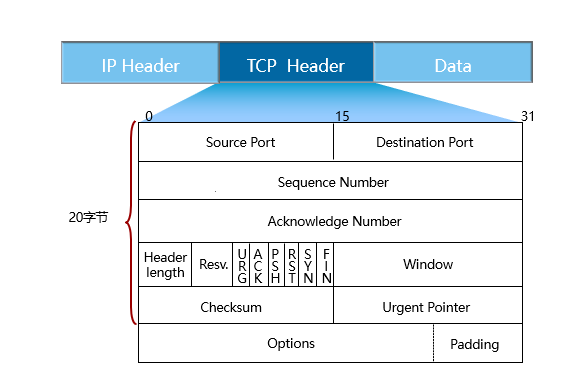 IP Header TCP Header Data
0 15 31
Source Port Destination Port
Sequence Number
20字节
Acknowledge Number
Header length Resv. URG ACK PSH RST SYN FIN Window
Checksum Urgent Pointer
Options Padding